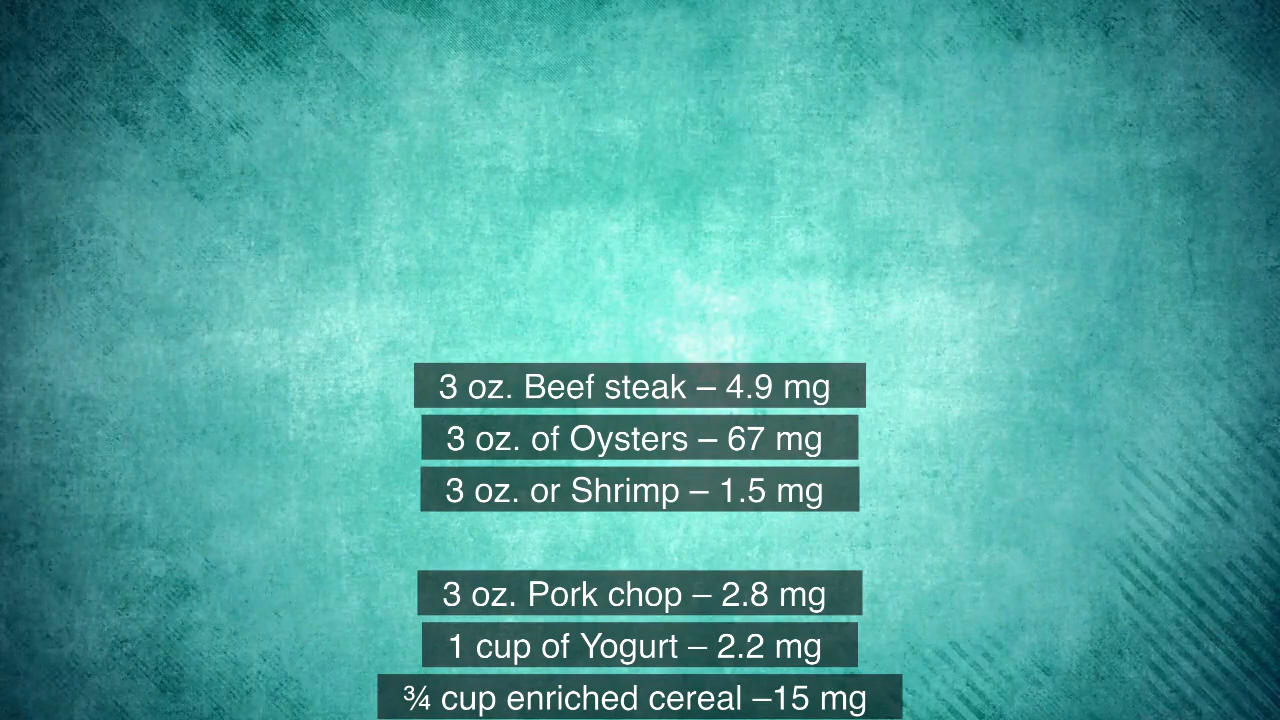 3 oz. Beef steak – 4.9 mg
3 oz. of Oysters – 67 mg
3 oz. or Shrimp – 1.5 mg
3 oz. Pork chop – 2.8 mg
1 cup of Yogurt – 2.2 mg
¾ cup enriched cereal –15 mg